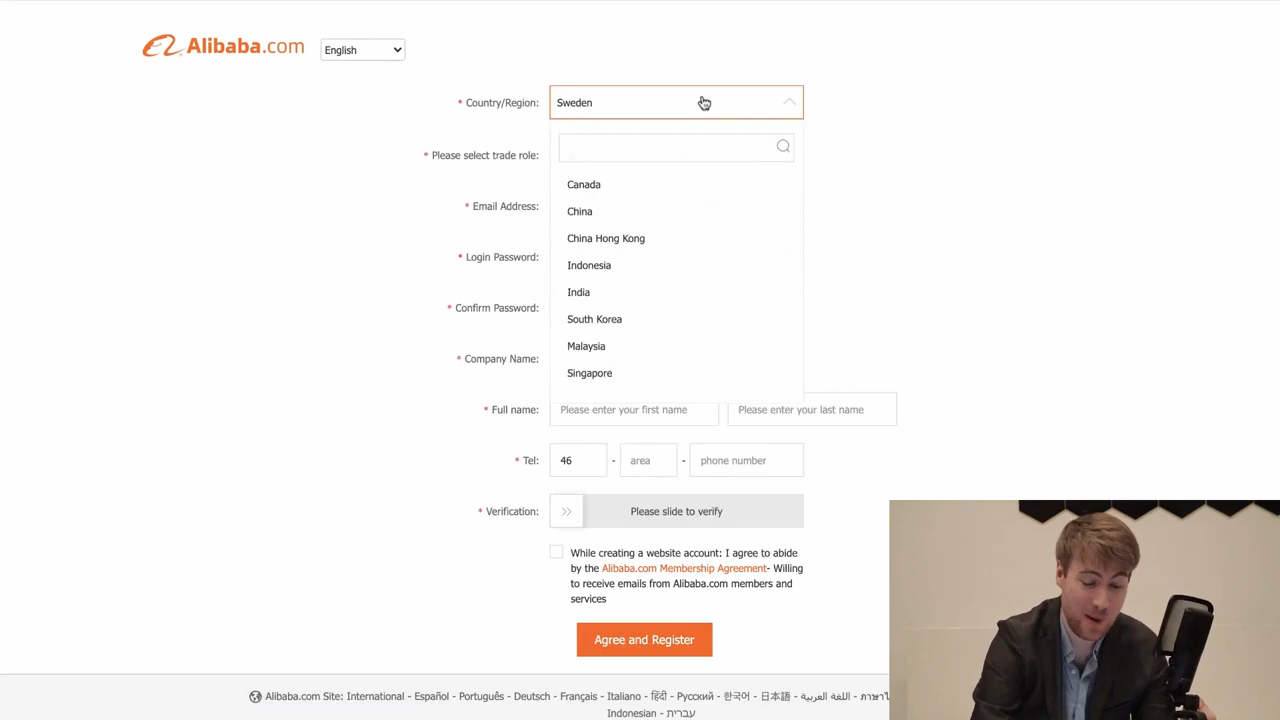 Alibaba.com
English
* Country/Region:
Sweden
* Please select trade role:
Canada
China
* Email Address:
China Hong Kong
* Login Password:
Indonesia
India
* Confirm Password:
South Korea
Malaysia
* Company Name:
Singapore
* Full name:
Please enter your first name
Please enter your last name
* Tel:
46 - area - phone number
* Verification:
Please slide to verify
While creating a website account: I agree to abide
by the Alibaba.com Membership Agreement- Willing
to receive emails from Alibaba.com members and
services
Agree and Register
Alibaba.com Site: International - Español - Português - Deutsch - Français - Italiano - हिंदी - Русский - 한국어 - 日本語 - اللغة العربية -
Indonesian - עברית